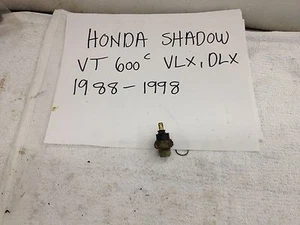 HONDA SHADOW
VT 600c VLX, DLX
1988-1998